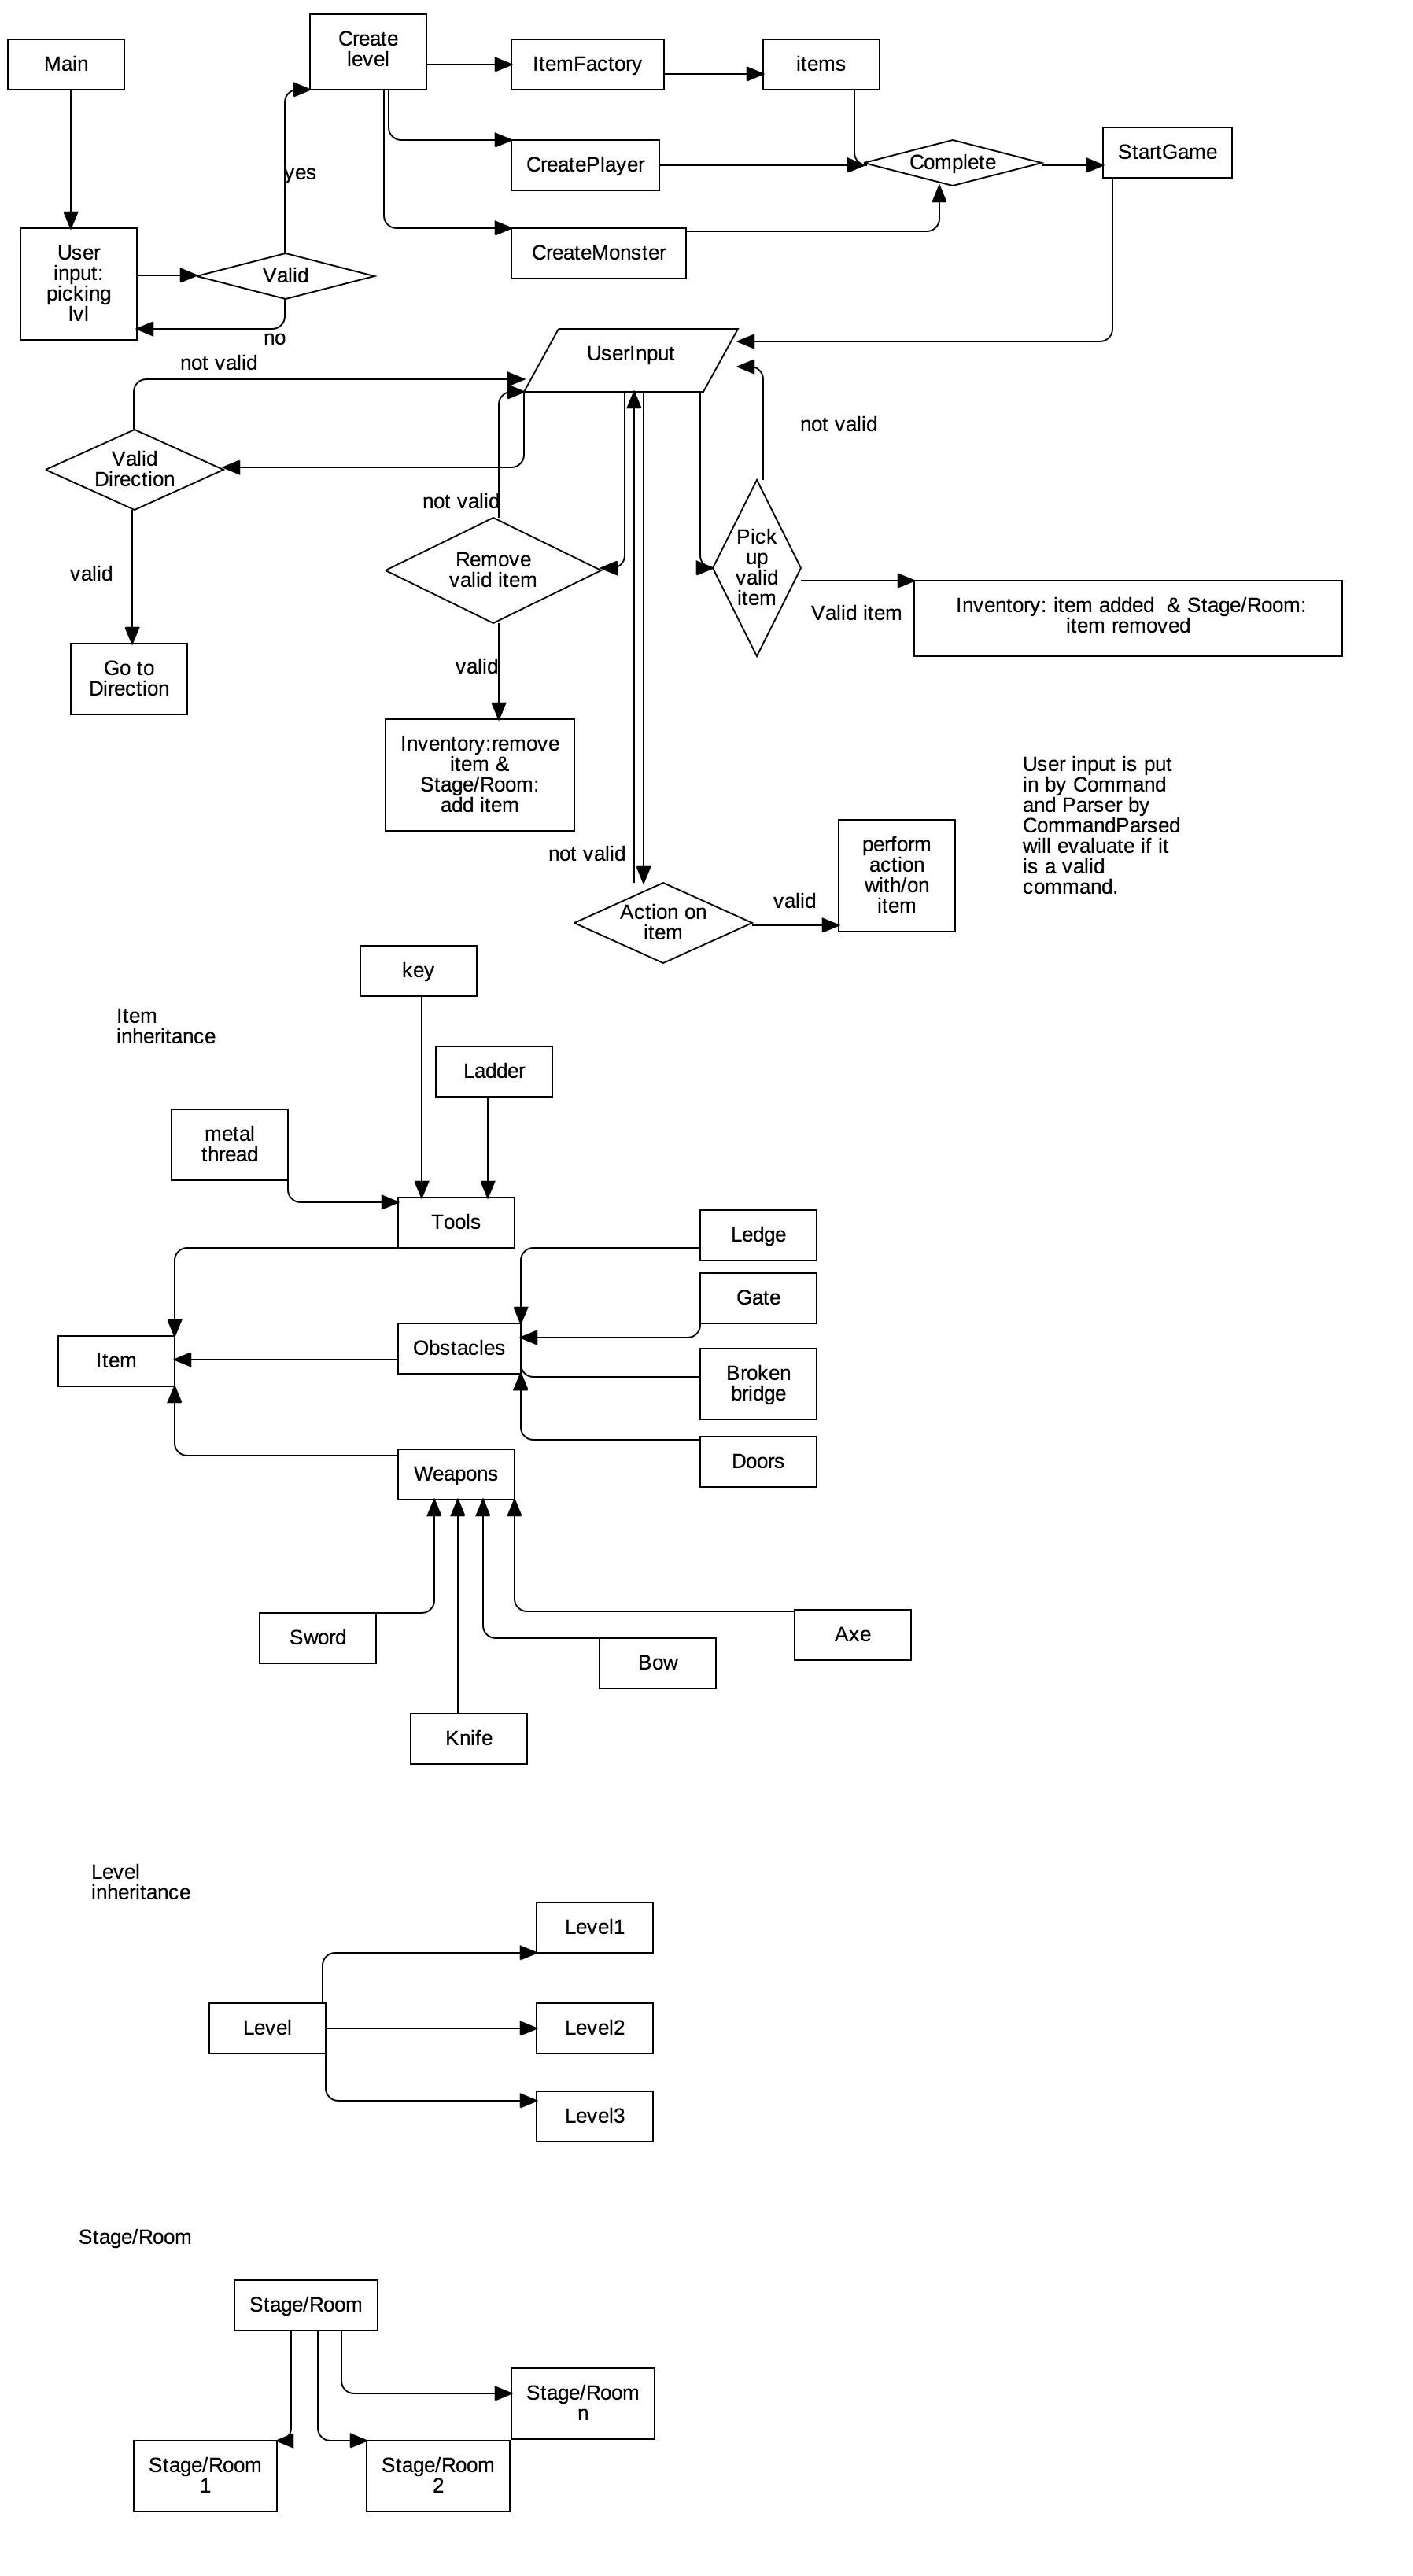 Main
Create
level
ItemFactory
items
CreatePlayer
Complete
StartGame
yes
CreateMonster
User
input:
picking
lvl
Valid
no
not valid
UserInput
not valid
Valid
Direction
not valid
Remove
valid item
Pick
up
valid
item
valid
Valid item
Inventory: item added  & Stage/Room:
item removed
Go to
Direction
valid
Inventory:remove
item &
Stage/Room:
add item
User input is put
in by Command
and Parser by
CommandParsed
will evaluate if it
is a valid
command.
not valid
perform
action
with/on
item
valid
Action on
item
key
Item
inheritance
Ladder
metal
thread
Tools
Ledge
Gate
Obstacles
Item
Broken
bridge
Doors
Weapons
Sword
Axe
Bow
Knife
Level
inheritance
Level1
Level
Level2
Level3
Stage/Room
Stage/Room
Stage/Room
n
Stage/Room
1
Stage/Room
2